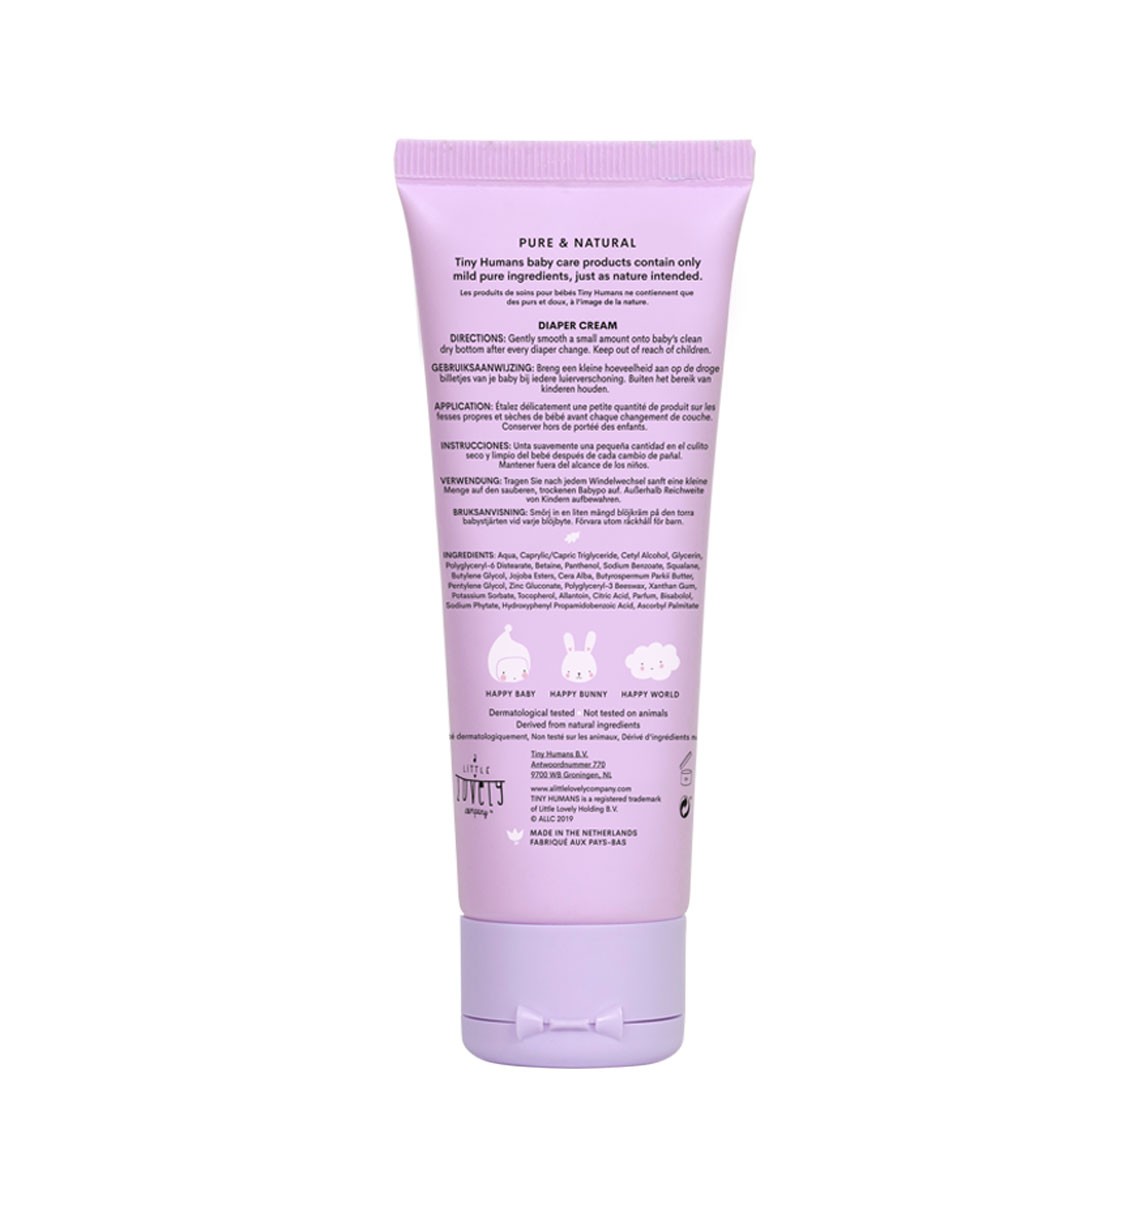 PURE & NATURAL
Tiny Humans baby care products contain only
mild pure ingredients, just as nature intended.
Les produits de soins pour bébés Tiny Humans ne contiennent que
des purs et doux, à l'image de la nature.
DIAPER CREAM
DIRECTIONS: Gently smooth a small amount onto baby's clean
dry bottom after every diaper change. Keep out of reach of children.
GEBRUIKSAANWIJZING: Breng een kleine hoeveelheid aan op de droge
billetjes van je baby bij iedere luierverschoning. Buiten het bereik van
kinderen houden.
APPLICATION: Étalez délicatement une petite quantité de produit sur les
fesses propres et sèches de bébé avant chaque changement de couche.
Conserver hors de portéé des enfants.
INSTRUCCIONES: Unta suavemente una pequeña cantidad en el culito
seco y limpio del bebé después de cada cambio de pañal.
Mantener fuera del alcance de los niños.
VERWENDUNG: Tragen Sie nach jedem Windelwechsel sanft eine kleine
Menge auf den sauberen, trockenen Babypo auf. Außerhalb Reichweite
von Kindern aufbewahren.
BRUKSANVISNING: Smörj in en liten mängd blöjkräm på den torra
babystjärten vid varje blöjbyte. Förvara utom räckhåll för barn.
INGREDIENTS: Aqua, Caprylic/Capric Triglyceride, Cetyl Alcohol, Glycerin,
Polyglyceryl-6 Distearate, Betaine, Panthenol, Sodium Benzoate, Squalane,
Butylene Glycol, Jojoba Esters, Cera Alba, Butyrospermum Parkii Butter,
Pentylene Glycol, Zinc Gluconate, Polyglyceryl-3 Beeswax, Xanthan Gum,
Potassium Sorbate, Tocopherol, Allantoin, Citric Acid, Parfum, Bisabolol,
Sodium Phytate, Hydroxyphenyl Propamidobenzoic Acid, Ascorbyl Palmitate
HAPPY BABY HAPPY BUNNY HAPPY WORLD
Dermatological tested Not tested on animals
Derived from natural ingredients
dermatologiquement, Non testé sur les animaux, Dérivé d'ingrédients
a
LITTLE
lovely
company™
Tiny Humans B.V.
Antwoordnummer 770
9700 WB Groningen, NL
www.alittlelovelycompany.com
TINY HUMANS is a registered trademark
of Little Lovely Holding B.V.
© ALLC 2019
MADE IN THE NETHERLANDS
FABRIQUÉ AUX PAYS-BAS